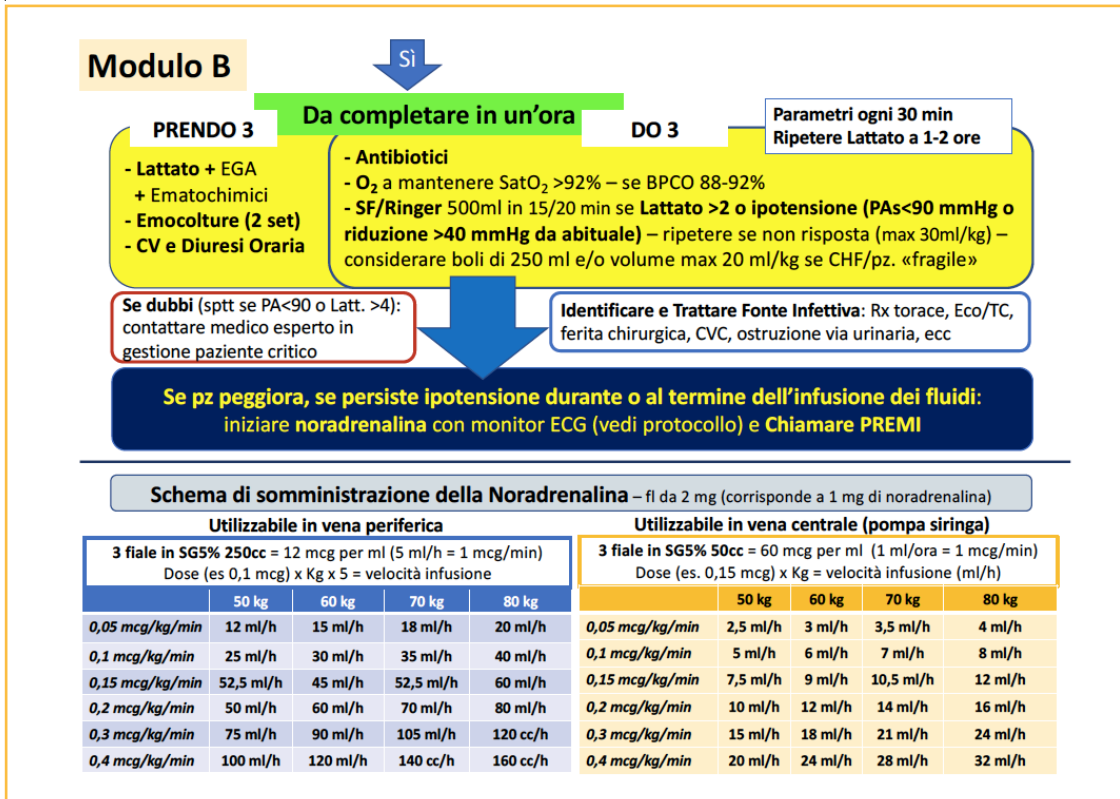 Modulo B
Sì
Da completare in un'ora
PRENDO 3
- Lattato + EGA
+ Ematochimici
- Emocolture (2 set)
- CV e Diuresi Oraria
DO 3
Parametri ogni 30 min
Ripetere Lattato a 1-2 ore
- Antibiotici
- O2 a mantenere SatO2 >92% – se BPCO 88-92%
- SF/Ringer 500ml in 15/20 min se Lattato >2 o ipotensione (PAs<90 mmHg o
riduzione >40 mmHg da abituale) – ripetere se non risposta (max 30ml/kg) –
considerare boli di 250 ml e/o volume max 20 ml/kg se CHF/pz. «fragile»
Se dubbi (sptt se PA<90 o Latt. >4):
contattare medico esperto in
gestione paziente critico
Identificare e Trattare Fonte Infettiva: Rx torace, Eco/TC,
ferita chirurgica, CVC, ostruzione via urinaria, ecc
Se pz peggiora, se persiste ipotensione durante o al termine dell'infusione dei fluidi:
iniziare noradrenalina con monitor ECG (vedi protocollo) e Chiamare PREMI
Schema di somministrazione della Noradrenalina – fl da 2 mg (corrisponde a 1 mg di noradrenalina)
Utilizzabile in vena periferica
3 fiale in SG5% 250cc = 12 mcg per ml (5 ml/h = 1 mcg/min)
Dose (es 0,1 mcg) x Kg x 5 = velocità infusione
50 kg 60 kg 70 kg 80 kg
0,05 mcg/kg/min 12 ml/h 15 ml/h 18 ml/h 20 ml/h
0,1 mcg/kg/min 25 ml/h 30 ml/h 35 ml/h 40 ml/h
0,15 mcg/kg/min 52,5 ml/h 45 ml/h 52,5 ml/h 60 ml/h
0,2 mcg/kg/min 50 ml/h 60 ml/h 70 ml/h 80 ml/h
0,3 mcg/kg/min 75 ml/h 90 ml/h 105 ml/h 120 cc/h
0,4 mcg/kg/min 100 ml/h 120 ml/h 140 cc/h 160 cc/h
Utilizzabile in vena centrale (pompa siringa)
3 fiale in SG5% 50cc = 60 mcg per ml (1 ml/ora = 1 mcg/min)
Dose (es. 0,15 mcg) x Kg = velocità infusione (ml/h)
50 kg 60 kg 70 kg 80 kg
0,05 mcg/kg/min 2,5 ml/h 3 ml/h 3,5 ml/h 4 ml/h
0,1 mcg/kg/min 5 ml/h 6 ml/h 7 ml/h 8 ml/h
0,15 mcg/kg/min 7,5 ml/h 9 ml/h 10,5 ml/h 12 ml/h
0,2 mcg/kg/min 10 ml/h 12 ml/h 14 ml/h 16 ml/h
0,3 mcg/kg/min 15 ml/h 18 ml/h 21 ml/h 24 ml/h
0,4 mcg/kg/min 20 ml/h 24 ml/h 28 ml/h 32 ml/h